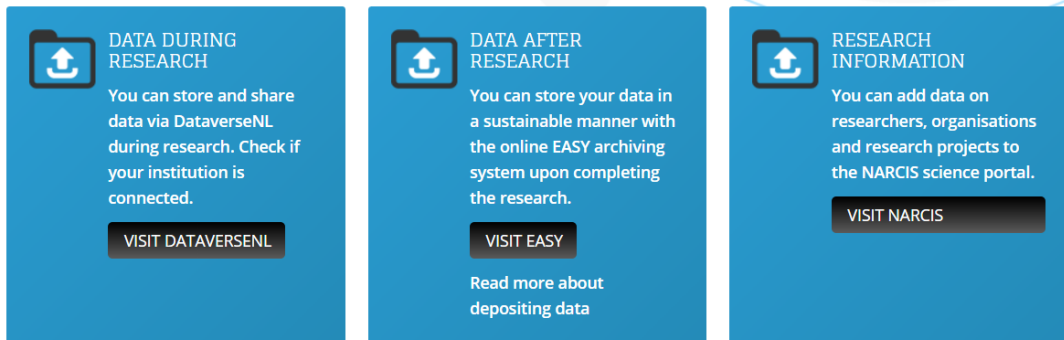 DATA DURING
RESEARCH
You can store and share
data via DataverseNL
during research. Check if
your institution is
connected.
VISIT DATAVERSENL
DATA AFTER
RESEARCH
You can store your data in
a sustainable manner with
the online EASY archiving
system upon completing
the research.
VISIT EASY
Read more about
depositing data
RESEARCH
INFORMATION
You can add data on
researchers, organisations
and research projects to
the NARCIS science portal.
VISIT NARCIS